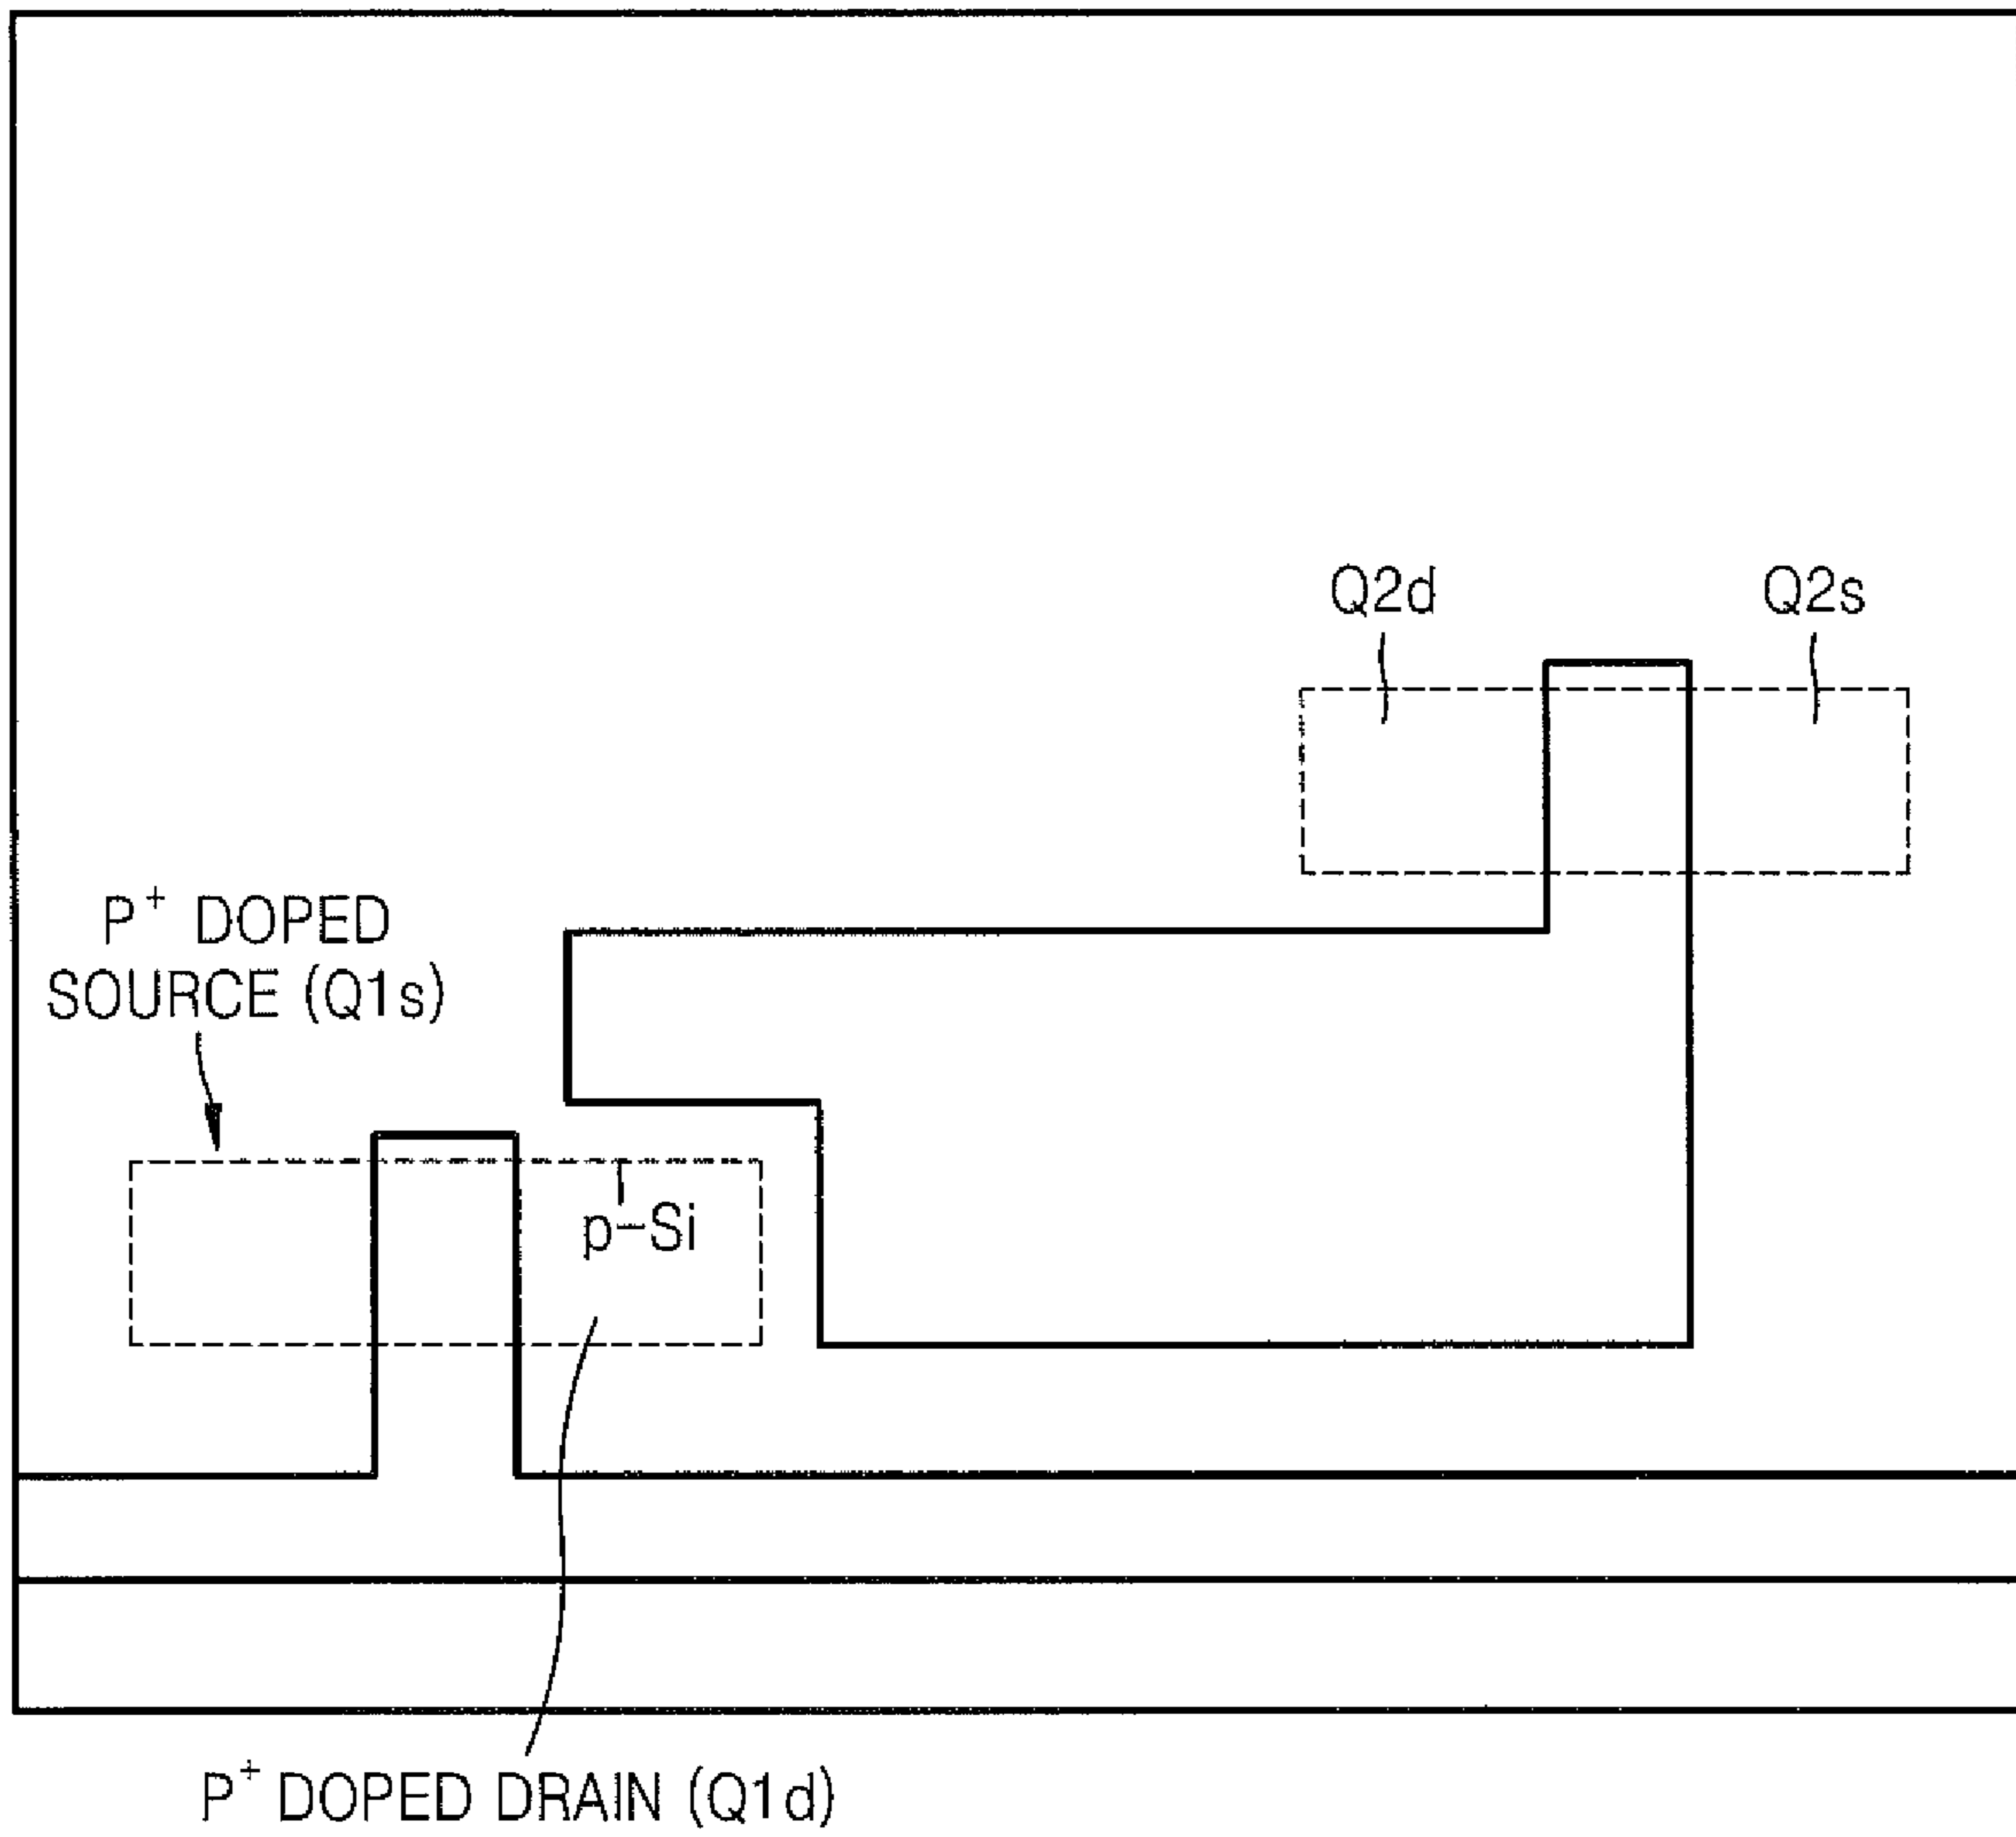 Q2d Q2s
P⁺ DOPED
SOURCE (Q1s)
p-Si
P⁺ DOPED DRAIN (Q1d)